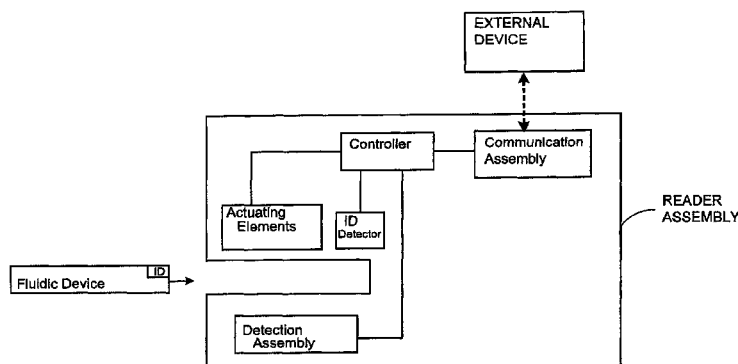 EXTERNAL
DEVICE
Controller
Communication
Assembly
Actuating
Elements
ID
Detector
READER
ASSEMBLY
ID
Fluidic Device
Detection
Assembly